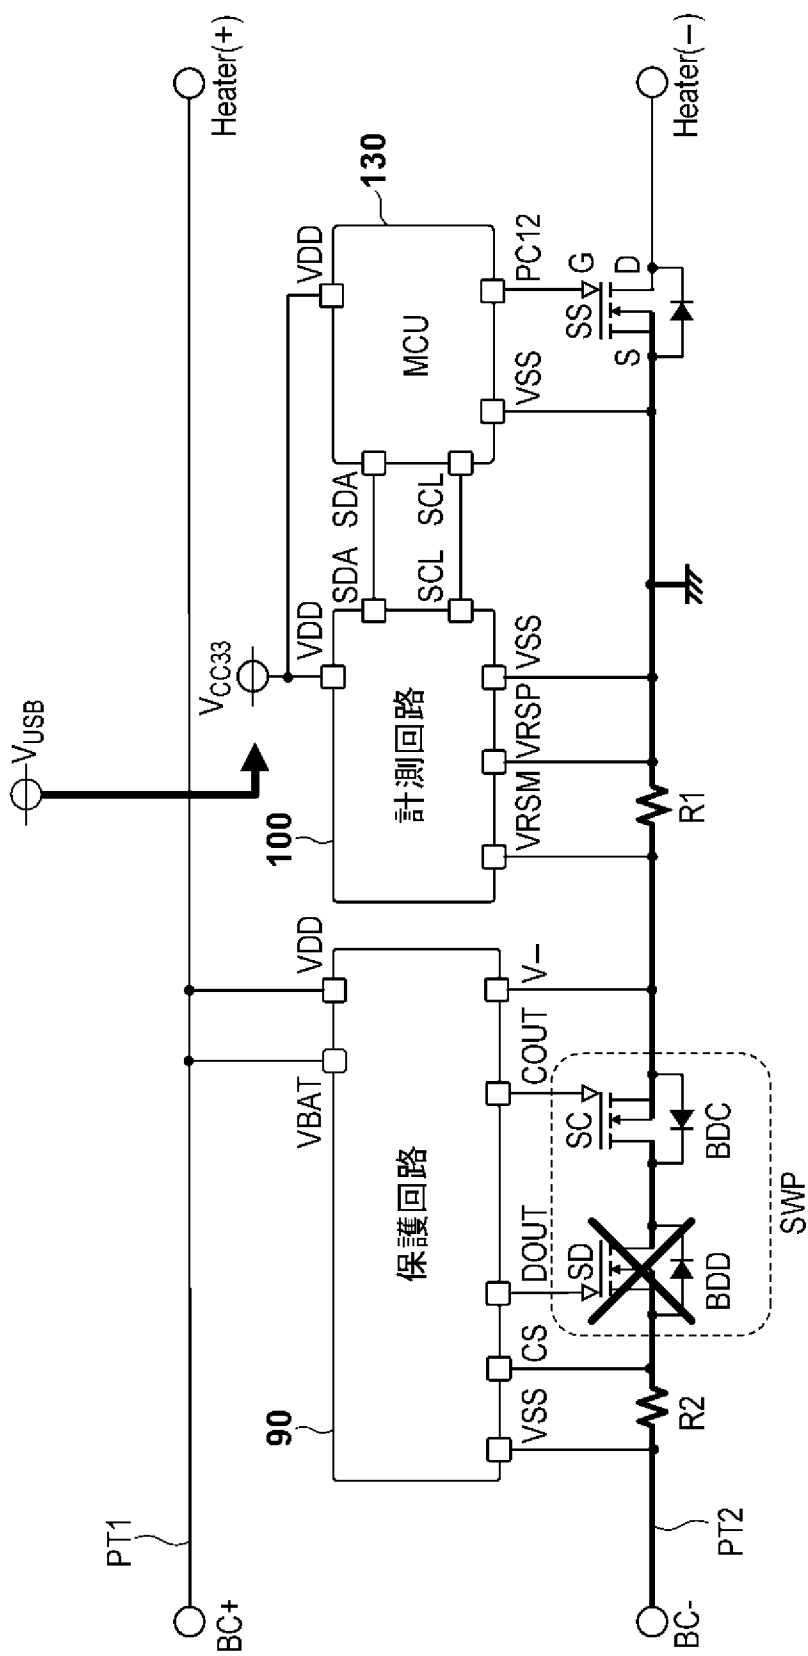 V_USB
V_CC33
PT1
BC+
Heater(+)
90
保護回路
VBAT
VDD
VSS
CS
DOUT
COUT
V−
100
計測回路
VDD
SDA
SCL
VRSM
VRSP
VSS
130
MCU
VDD
SDA
SCL
VSS
PC12
SD
SC
BDD
BDC
SWP
R2
R1
SS
G
S
D
PT2
BC-
Heater(−)